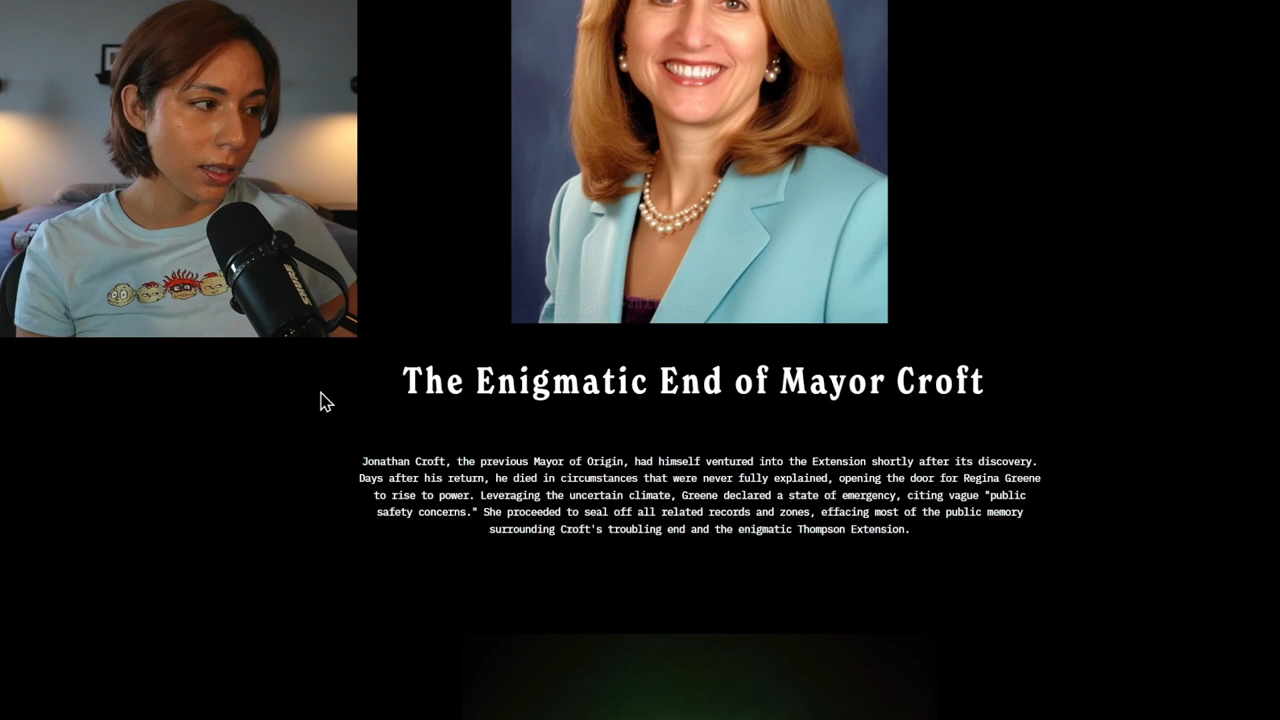 SHURE
The Enigmatic End of Mayor Croft
Jonathan Croft, the previous Mayor of Origin, had himself ventured into the Extension shortly after its discovery.
Days after his return, he died in circumstances that were never fully explained, opening the door for Regina Greene
to rise to power. Leveraging the uncertain climate, Greene declared a state of emergency, citing vague "public
safety concerns." She proceeded to seal off all related records and zones, effacing most of the public memory
surrounding Croft's troubling end and the enigmatic Thompson Extension.